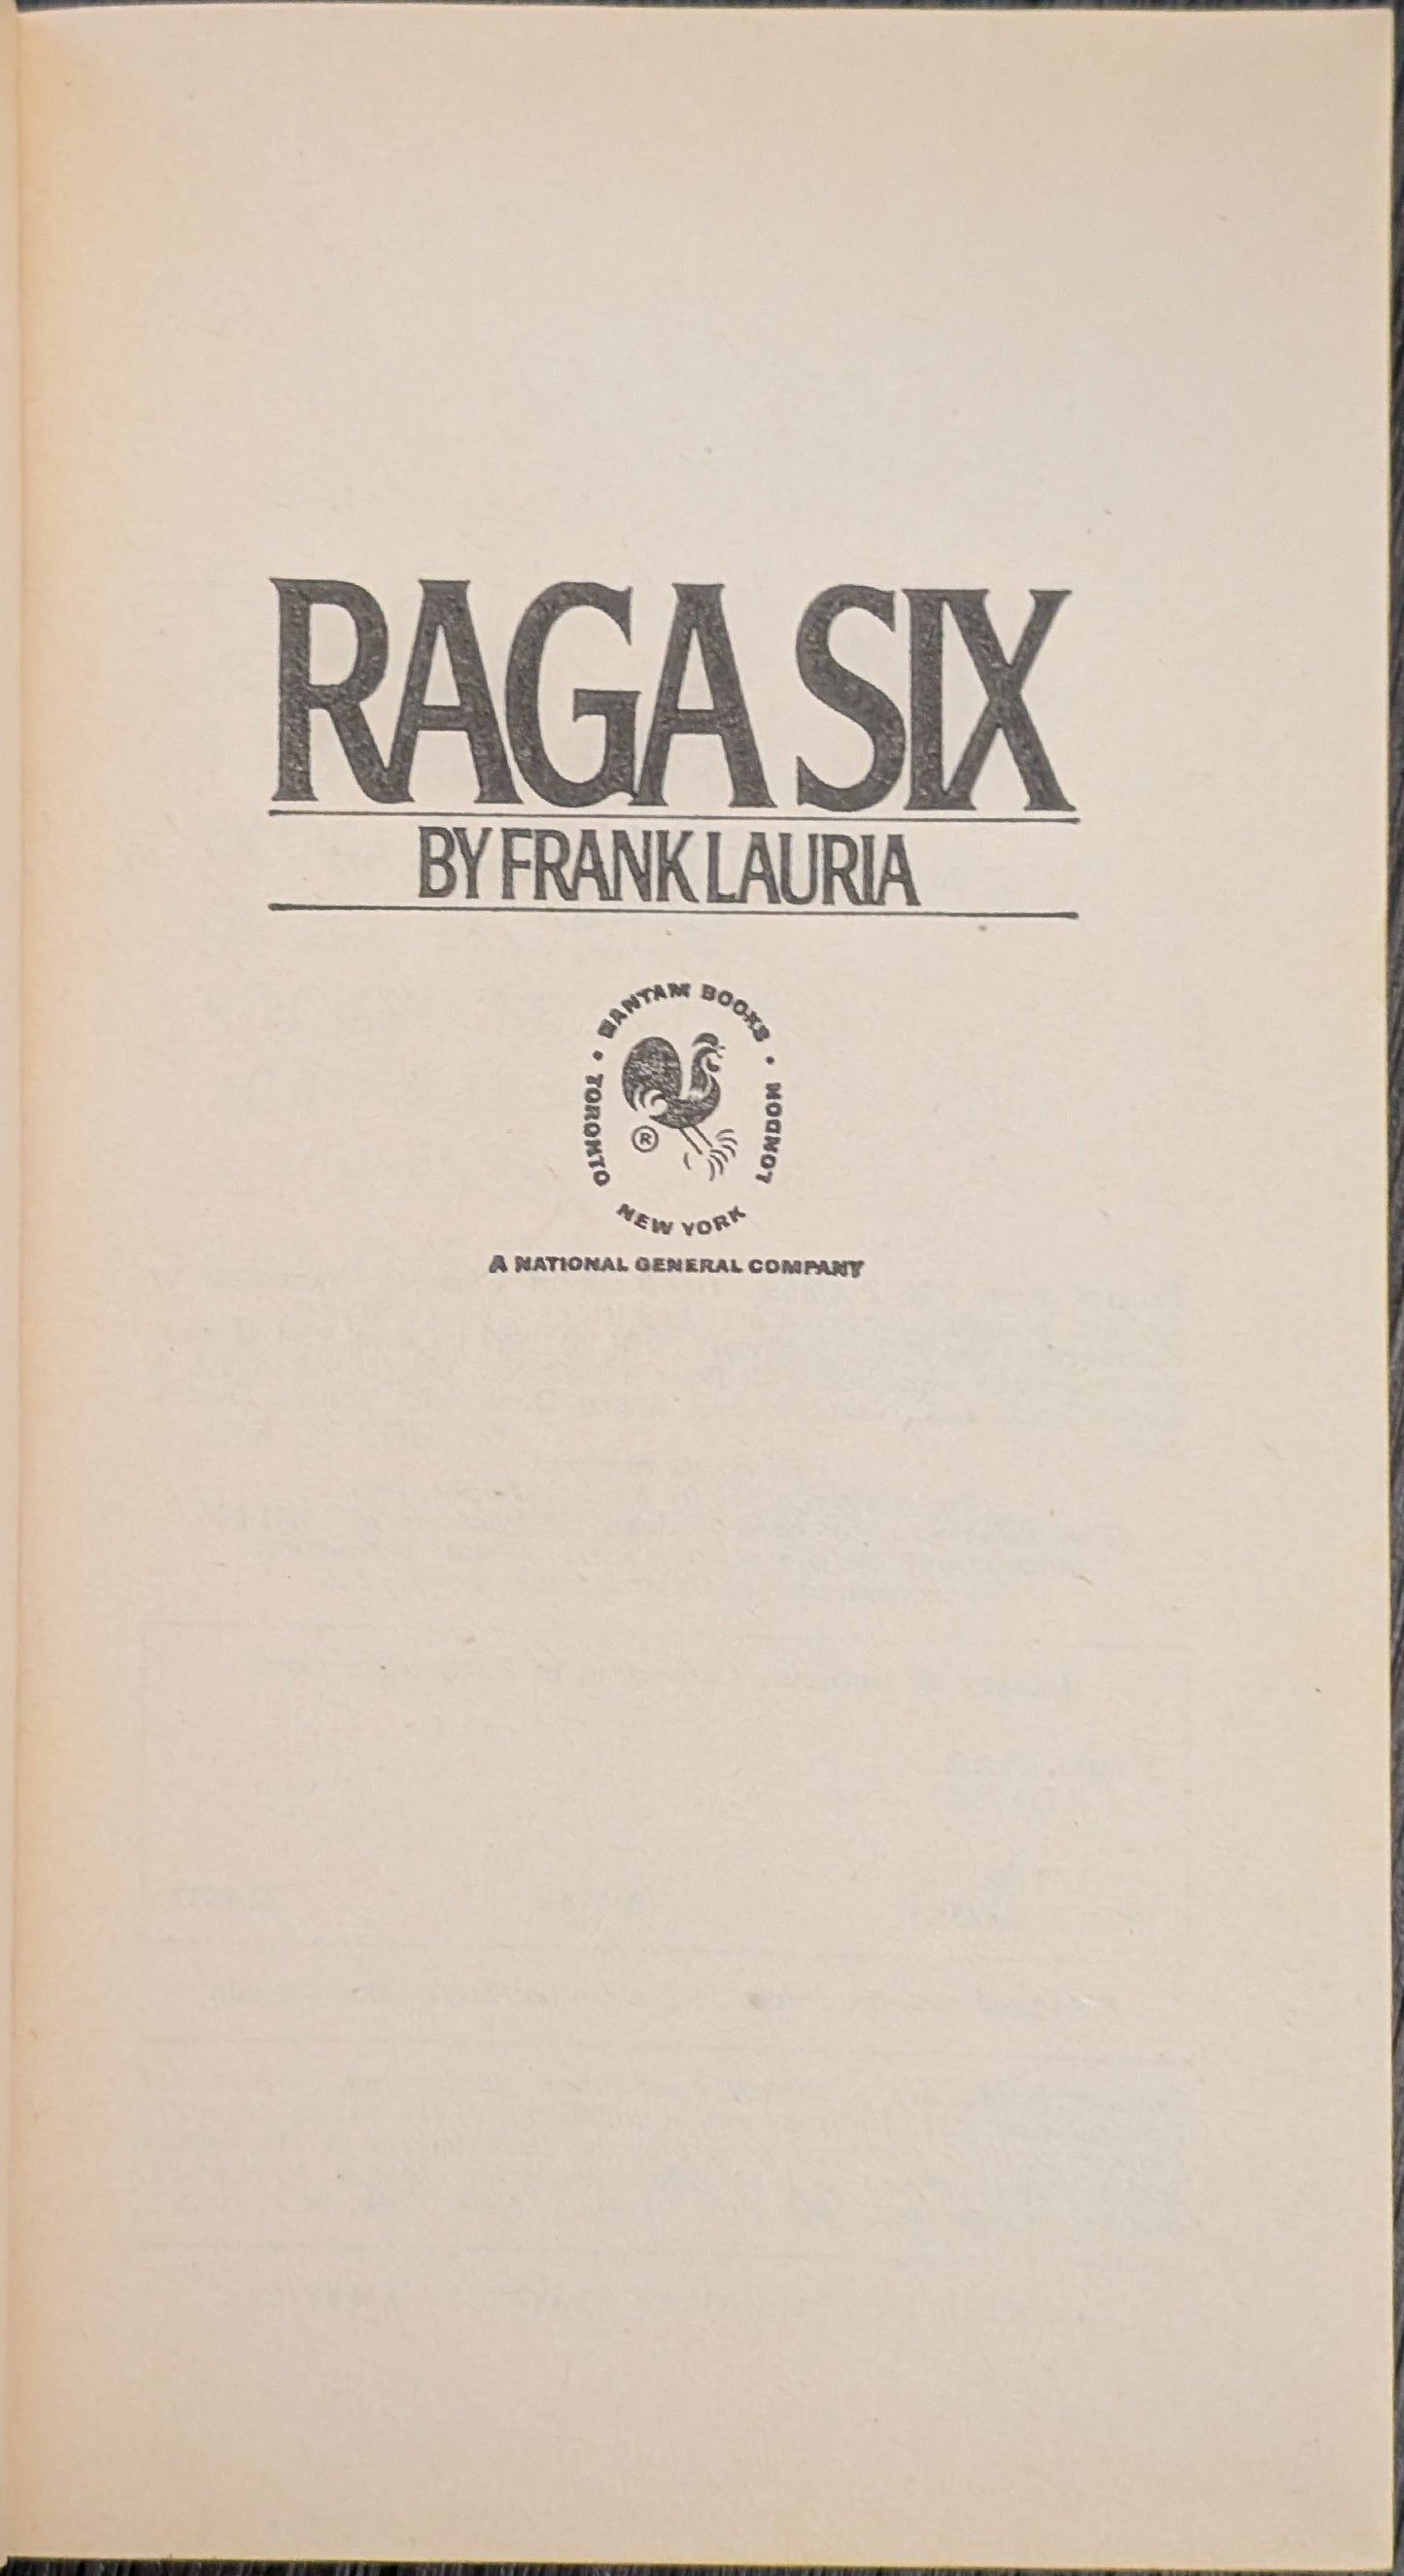 RAGA SIX
BY FRANK LAURIA
BANTAM BOOKS
TORONTO • • LONDON
®
NEW YORK
A NATIONAL GENERAL COMPANY